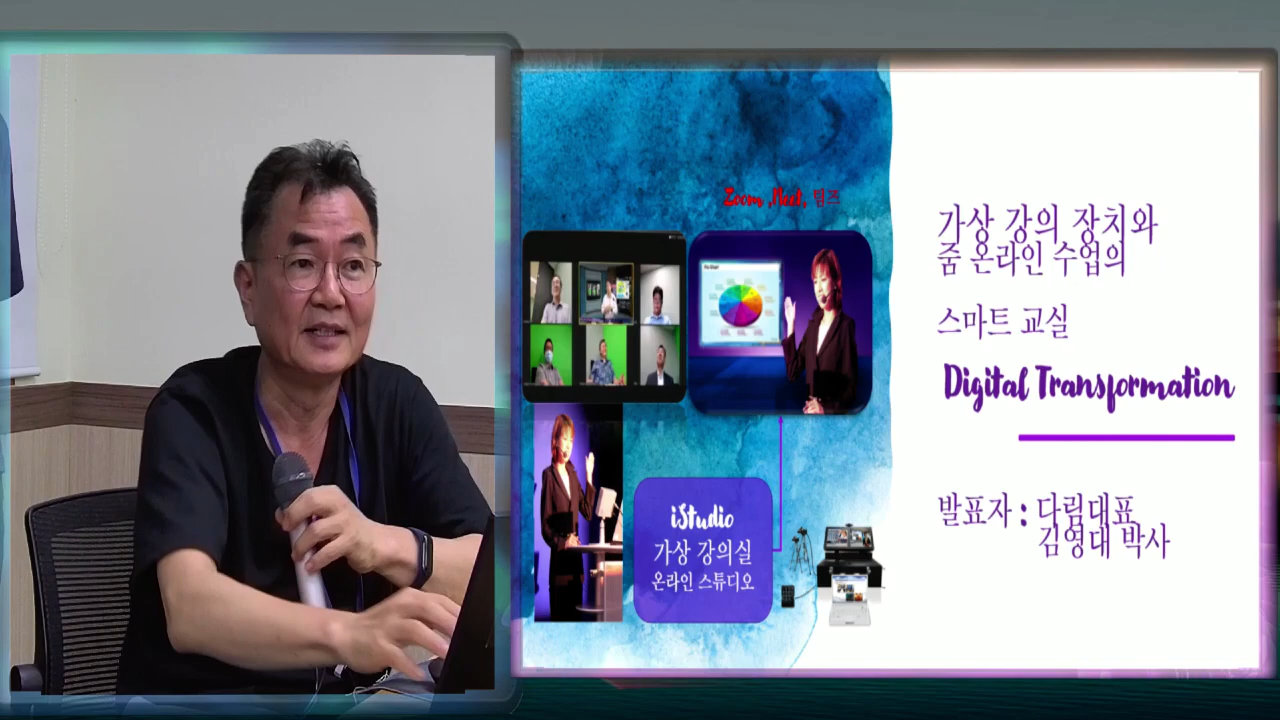 Zoom ,Meet, 팀즈
가상 강의 장치와
줌 온라인 수업의
스마트 교실
Digital Transformation
발표자 : 다림대표
김영대 박사
iStudio
가상 강의실
온라인 스튜디오